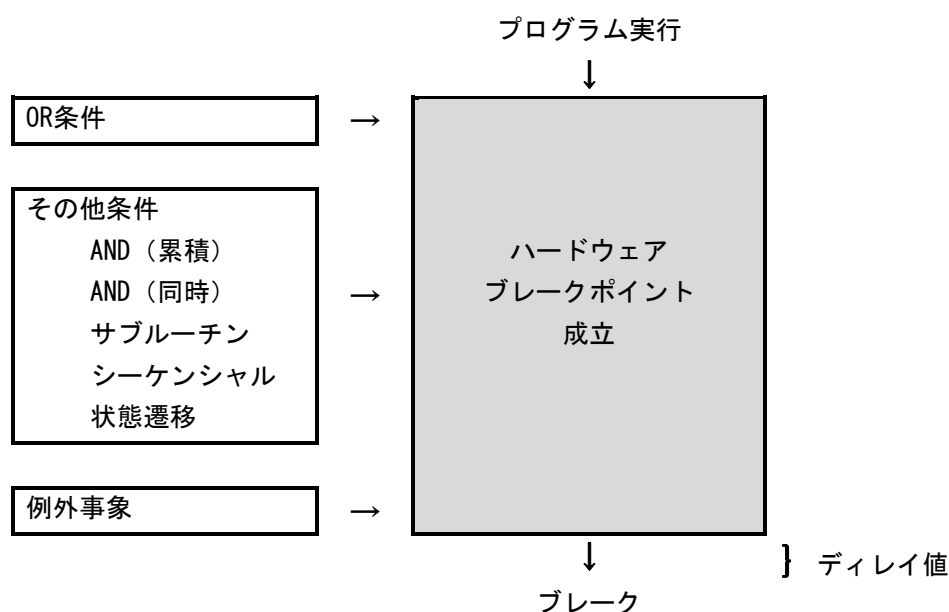 プログラム実行
↓
OR条件
→
その他条件
AND（累積）
AND（同時）
サブルーチン
シーケンシャル
状態遷移
→
ハードウェア
ブレークポイント
成立
例外事象
→
↓
} ディレイ値
ブレーク